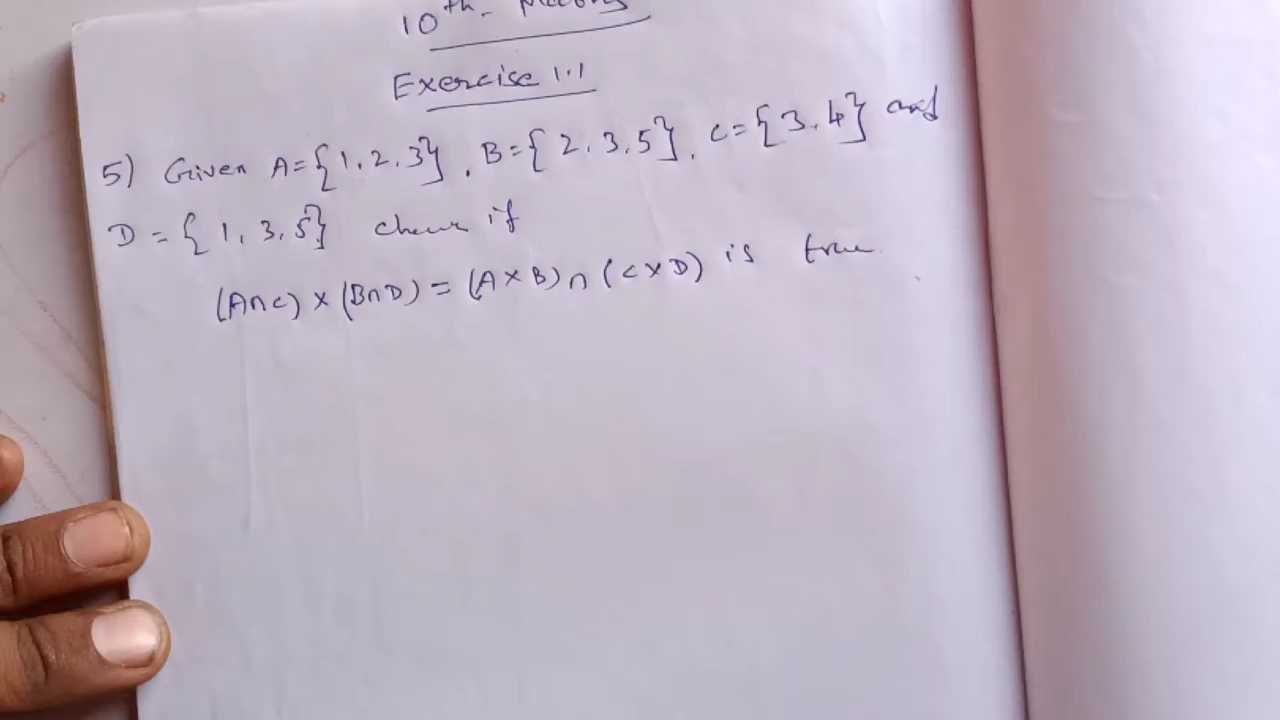 10th -
Exercise 1.1
5) Given A={1,2,3}, B={2,3,5}, C={3,4} and
D = {1,3,5} if
(A∩C) × (B∩D) = (A×B) ∩ (C×D) is true.